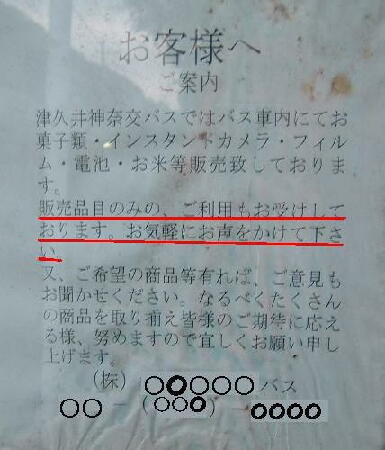 お客様へ
ご案内
津久井神奈交バスではバス車内にてお
菓子類・インスタントカメラ・フィル
ム・電池・お米等販売致しておりま
す。
販売品目のみの、ご利用もお受けして
おります。お気軽にお声をかけて下さ
い
又、ご希望の商品等有れば、ご意見も
お聞かせください。なるべくたくさん
の商品を取り揃え皆様のご期待に応え
る様、努めますので宜しくお願い申し
上げます。
(株)○○○○○バス
○○-(○○○)-○○○○